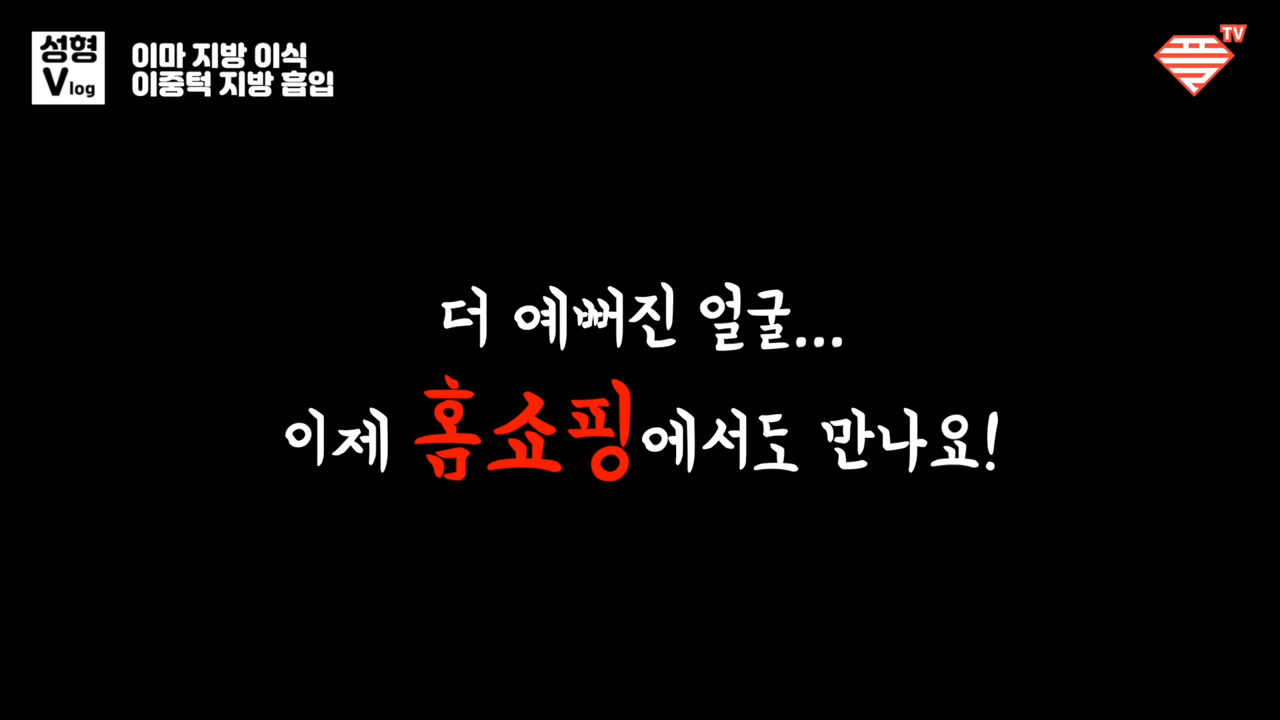 성형
Vlog
이마 지방 이식
이중턱 지방 흡입
TV
더 예뻐진 얼굴...
이제 홈쇼핑에서도 만나요!